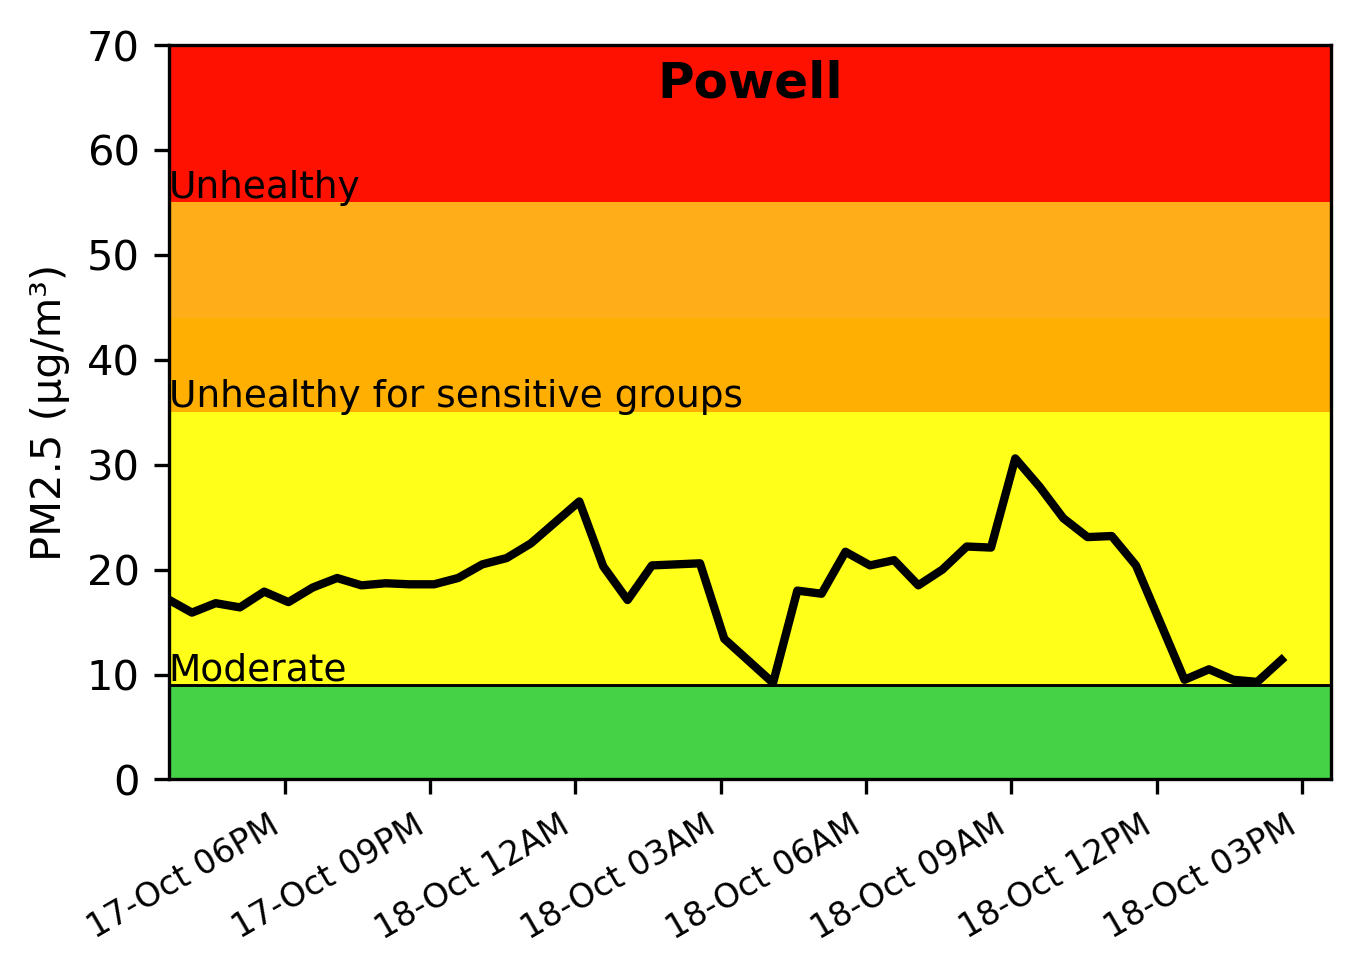 Powell
70
60
50
40
30
20
10
0
PM2.5 (µg/m³)
Unhealthy
Unhealthy for sensitive groups
Moderate
17-Oct 06PM
17-Oct 09PM
18-Oct 12AM
18-Oct 03AM
18-Oct 06AM
18-Oct 09AM
18-Oct 12PM
18-Oct 03PM